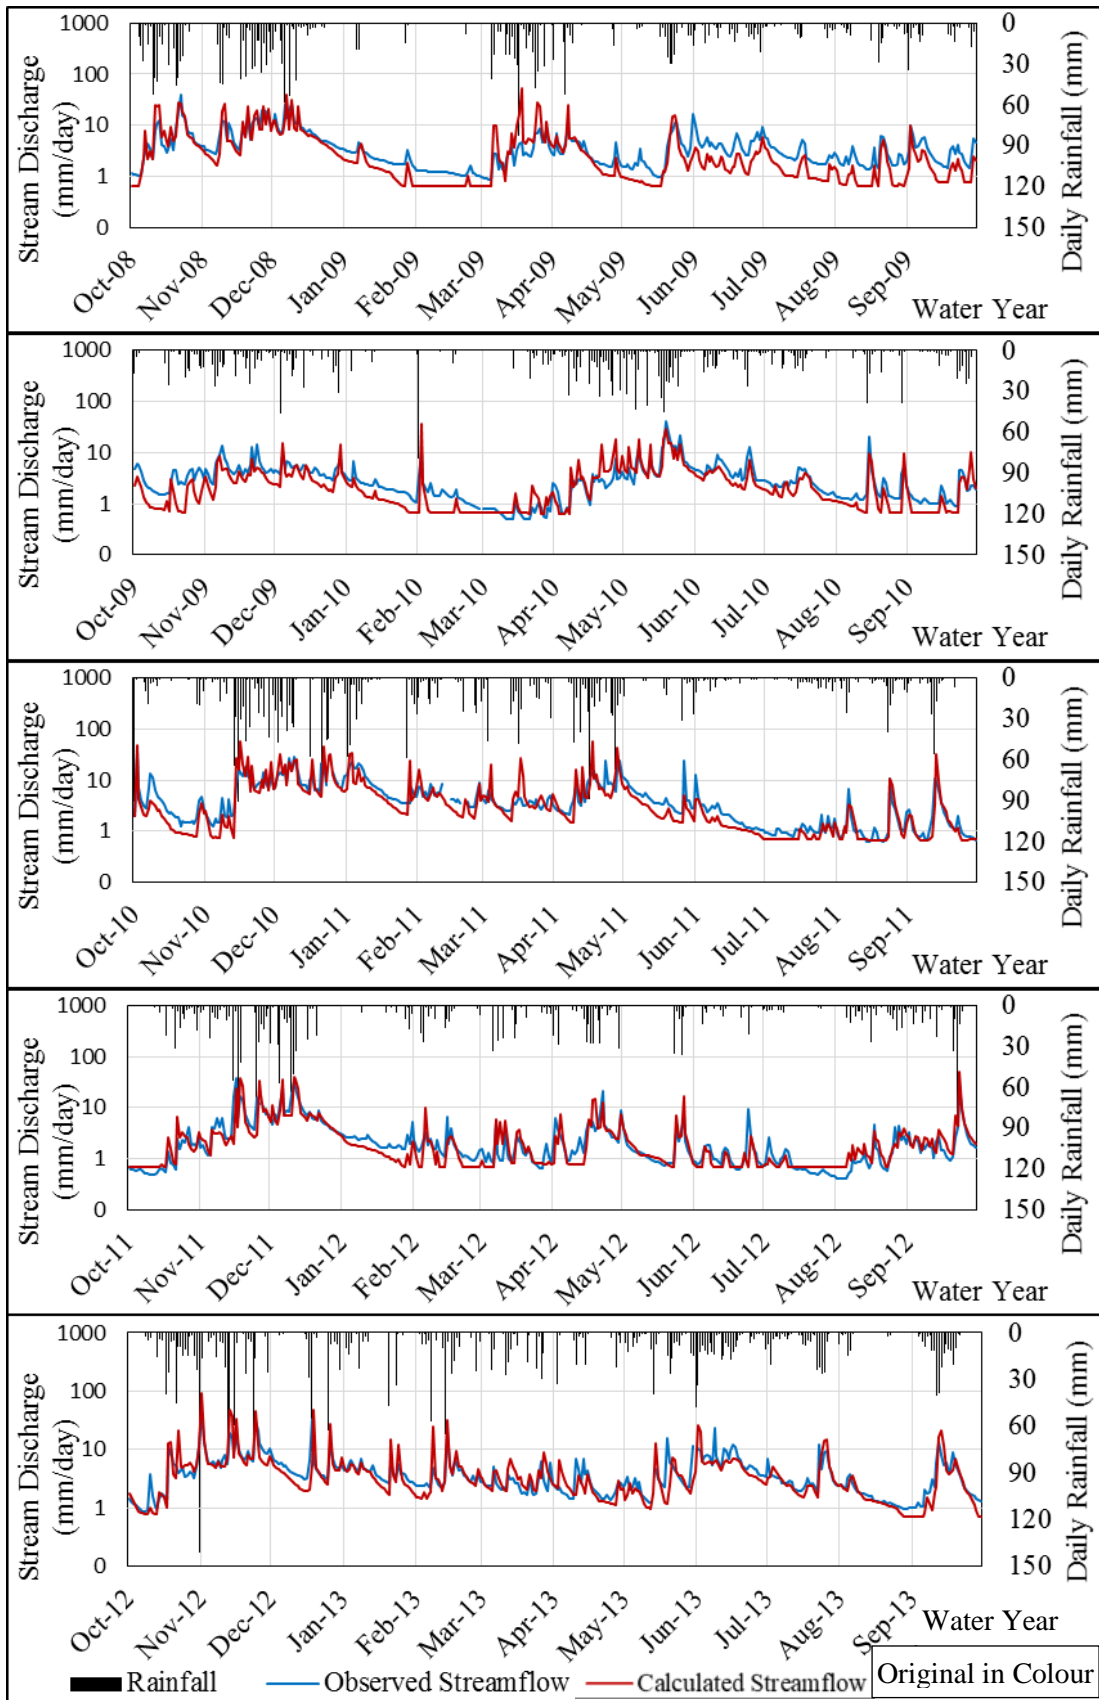 Stream Discharge
(mm/day)
1000
100
10
1
0
0
30
60
90
120
150
Daily Rainfall (mm)
Oct-08
Nov-08
Dec-08
Jan-09
Feb-09
Mar-09
Apr-09
May-09
Jun-09
Jul-09
Aug-09
Sep-09
Water Year
Stream Discharge
(mm/day)
1000
100
10
1
0
0
30
60
90
120
150
Daily Rainfall (mm)
Oct-09
Nov-09
Dec-09
Jan-10
Feb-10
Mar-10
Apr-10
May-10
Jun-10
Jul-10
Aug-10
Sep-10
Water Year
Stream Discharge
(mm/day)
1000
100
10
1
0
0
30
60
90
120
150
Daily Rainfall (mm)
Oct-10
Nov-10
Dec-10
Jan-11
Feb-11
Mar-11
Apr-11
May-11
Jun-11
Jul-11
Aug-11
Sep-11
Water Year
Stream Discharge
(mm/day)
1000
100
10
1
0
0
30
60
90
120
150
Daily Rainfall (mm)
Oct-11
Nov-11
Dec-11
Jan-12
Feb-12
Mar-12
Apr-12
May-12
Jun-12
Jul-12
Aug-12
Sep-12
Water Year
Stream Discharge
(mm/day)
1000
100
10
1
0
0
30
60
90
120
150
Daily Rainfall (mm)
Oct-12
Nov-12
Dec-12
Jan-13
Feb-13
Mar-13
Apr-13
May-13
Jun-13
Jul-13
Aug-13
Sep-13
Water Year
Rainfall
Observed Streamflow
Calculated Streamflow
Original in Colour